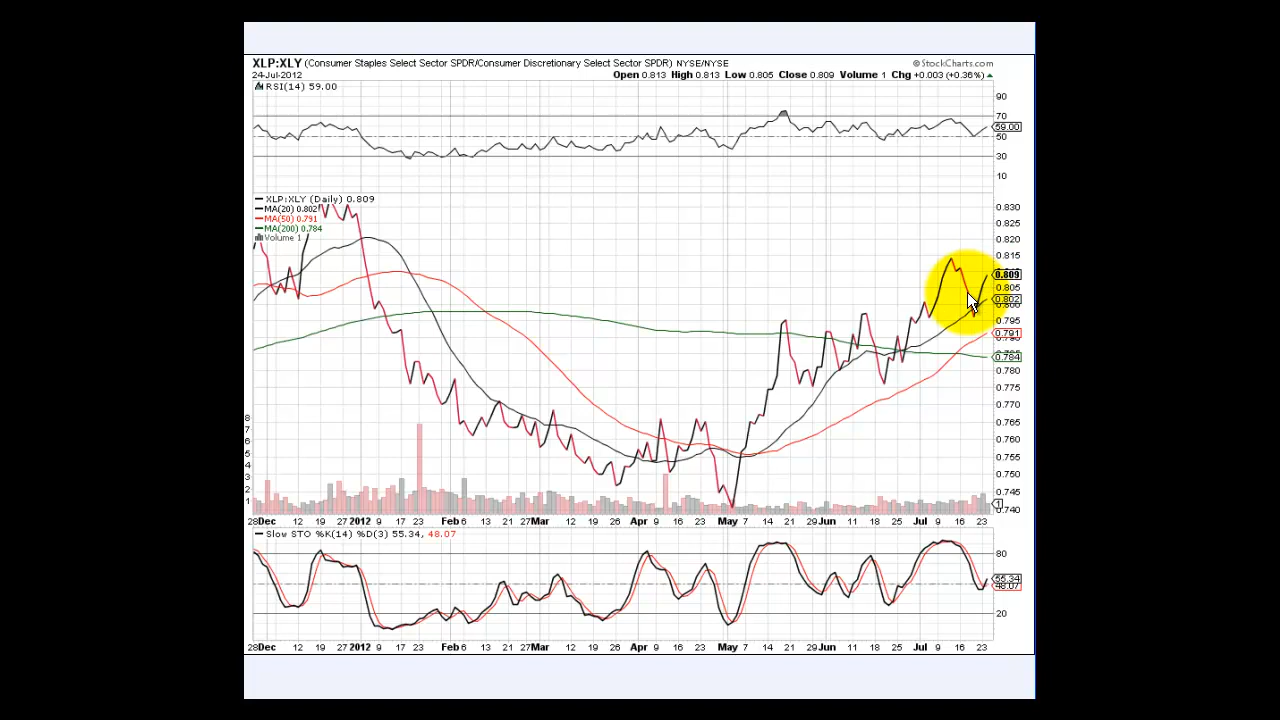 XLP:XLY (Consumer Staples Select Sector SPDR/Consumer Discretionary Select Sector SPDR) NYSE/NYSE
© StockCharts.com
24-Jul-2012
Open 0.813 High 0.813 Low 0.805 Close 0.809 Volume 1 Chg +0.003 (+0.36%)
RSI(14) 59.00
90
70
59.00
50
30
10
XLP:XLY (Daily) 0.809
MA(20) 0.802
MA(50) 0.791
MA(200) 0.784
Volume 1
0.830
0.825
0.820
0.815
0.809
0.805
0.802
0.795
0.791
0.784
0.780
0.775
0.770
0.765
0.760
0.755
0.750
0.745
0.740
8
7
6
5
4
3
2
1
1
28 Dec 12 19 27 2012 9 17 23 Feb 6 13 21 Mar 12 19 26 Apr 9 16 23 May 7 14 21 29 Jun 11 18 25 Jul 9 16 23
Slow STO %K(14) %D(3) 55.34, 48.07
80
55.34
48.07
20
28 Dec 12 19 27 2012 9 17 23 Feb 6 13 21 Mar 12 19 26 Apr 9 16 23 May 7 14 21 29 Jun 11 18 25 Jul 9 16 23